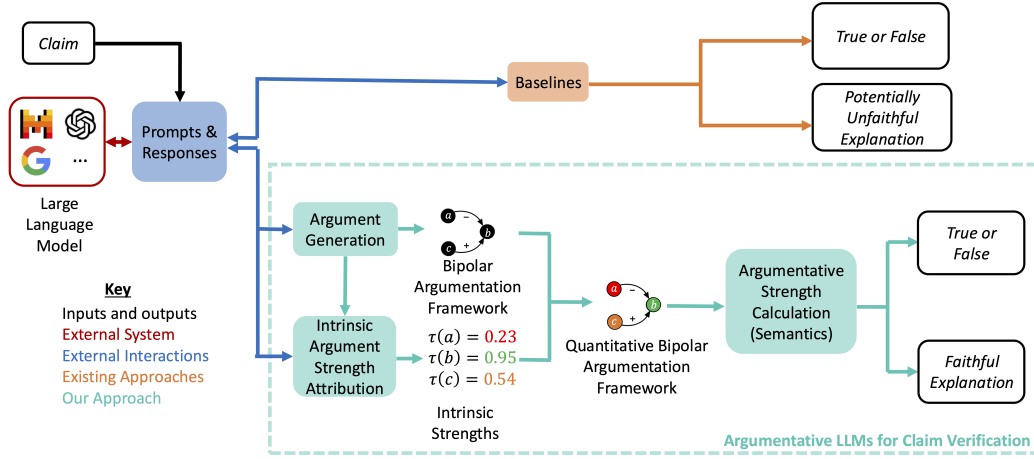 Claim
True or False
Baselines
Potentially
Unfaithful
Explanation
Prompts &
Responses
...
Large
Language
Model
Argument
Generation
a
−
b
c
+
Bipolar
Argumentation
Framework
True or
False
Argumentative
Strength
Calculation
(Semantics)
a
−
b
c
+
Quantitative Bipolar
Argumentation
Framework
Intrinsic
Argument
Strength
Attribution
τ(a) = 0.23
τ(b) = 0.95
τ(c) = 0.54
Intrinsic
Strengths
Faithful
Explanation
Key
Inputs and outputs
External System
External Interactions
Existing Approaches
Our Approach
Argumentative LLMs for Claim Verification